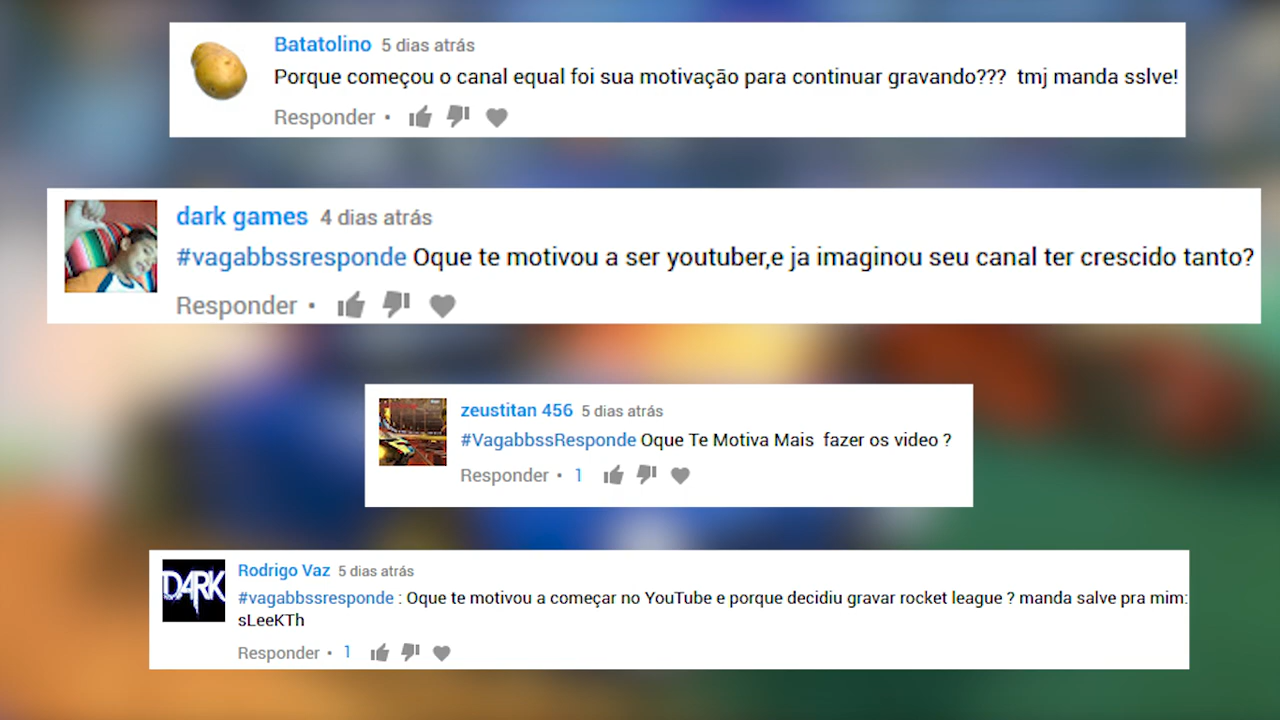 Batatolino 5 dias atrás
Porque começou o canal equal foi sua motivação para continuar gravando??? tmj manda sslve!
Responder •
dark games 4 dias atrás
#vagabbssresponde Oque te motivou a ser youtuber,e ja imaginou seu canal ter crescido tanto?
Responder •
zeustitan 456 5 dias atrás
#VagabbssResponde Oque Te Motiva Mais fazer os video ?
Responder • 1
DARK
Rodrigo Vaz 5 dias atrás
#vagabbssresponde : Oque te motivou a começar no YouTube e porque decidiu gravar rocket league ? manda salve pra mim:
sLeeKTh
Responder • 1